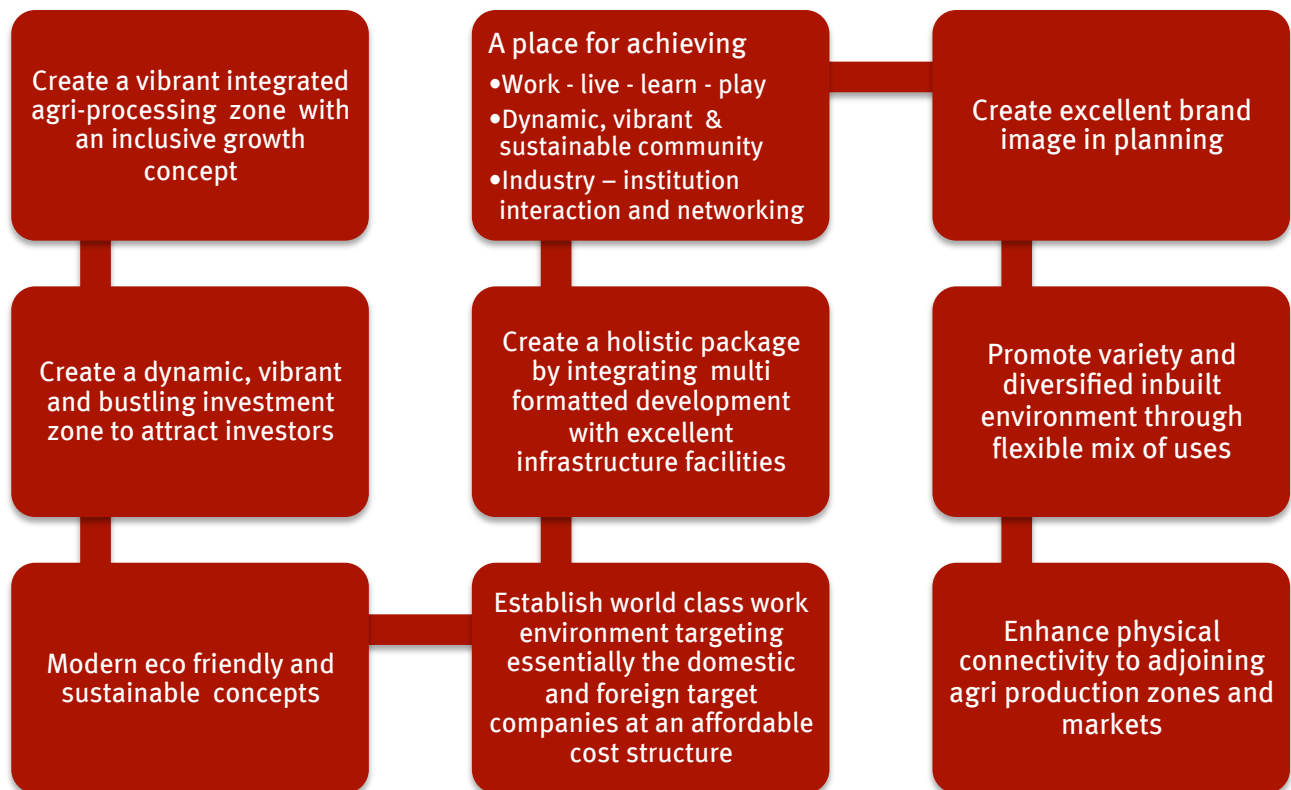 Create a vibrant integrated
agri-processing zone with
an inclusive growth
concept
Create a dynamic, vibrant
and bustling investment
zone to attract investors
Modern eco friendly and
sustainable concepts
Establish world class work
environment targeting
essentially the domestic
and foreign target
companies at an affordable
cost structure
Create a holistic package
by integrating multi
formatted development
with excellent
infrastructure facilities
A place for achieving
•Work - live - learn - play
•Dynamic, vibrant &
sustainable community
•Industry – institution
interaction and networking
Create excellent brand
image in planning
Promote variety and
diversified inbuilt
environment through
flexible mix of uses
Enhance physical
connectivity to adjoining
agri production zones and
markets